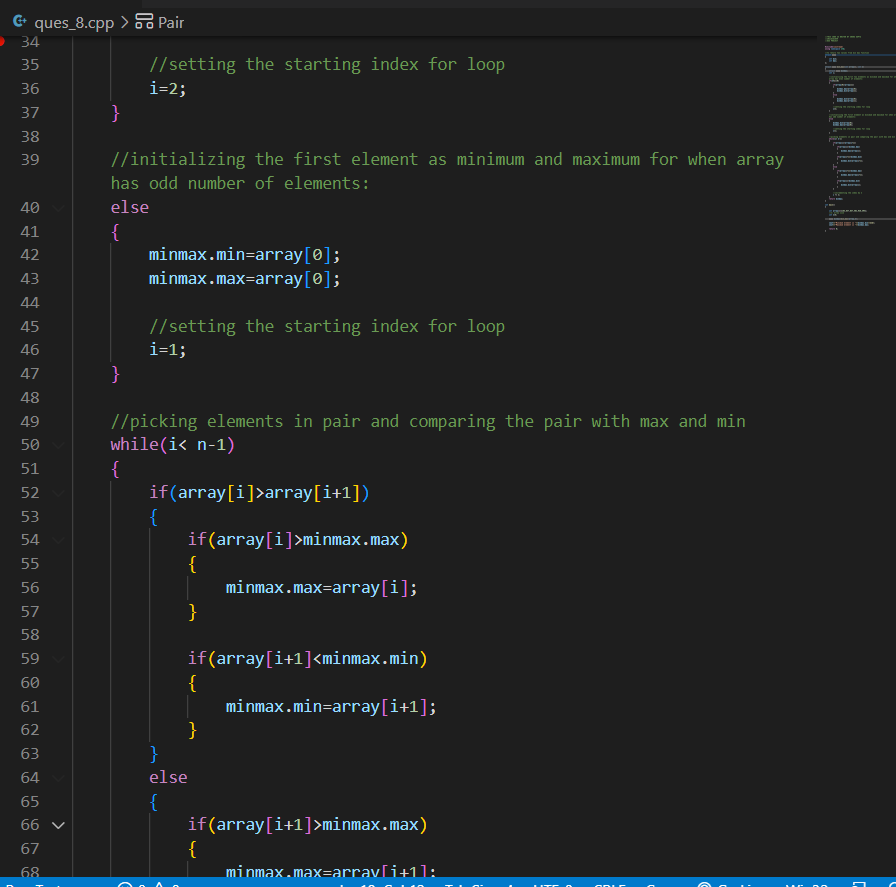 ques_8.cpp > Pair
34
35 //setting the starting index for loop
36 i=2;
37 }
38
39 //initializing the first element as minimum and maximum for when array
has odd number of elements:
40 else
41 {
42 minmax.min=array[0];
43 minmax.max=array[0];
44
45 //setting the starting index for loop
46 i=1;
47 }
48
49 //picking elements in pair and comparing the pair with max and min
50 while(i< n-1)
51 {
52 if(array[i]>array[i+1])
53 {
54 if(array[i]>minmax.max)
55 {
56 minmax.max=array[i];
57 }
58
59 if(array[i+1]<minmax.min)
60 {
61 minmax.min=array[i+1];
62 }
63 }
64 else
65 {
66 if(array[i+1]>minmax.max)
67 {
68 minmax.max=array[i+1];